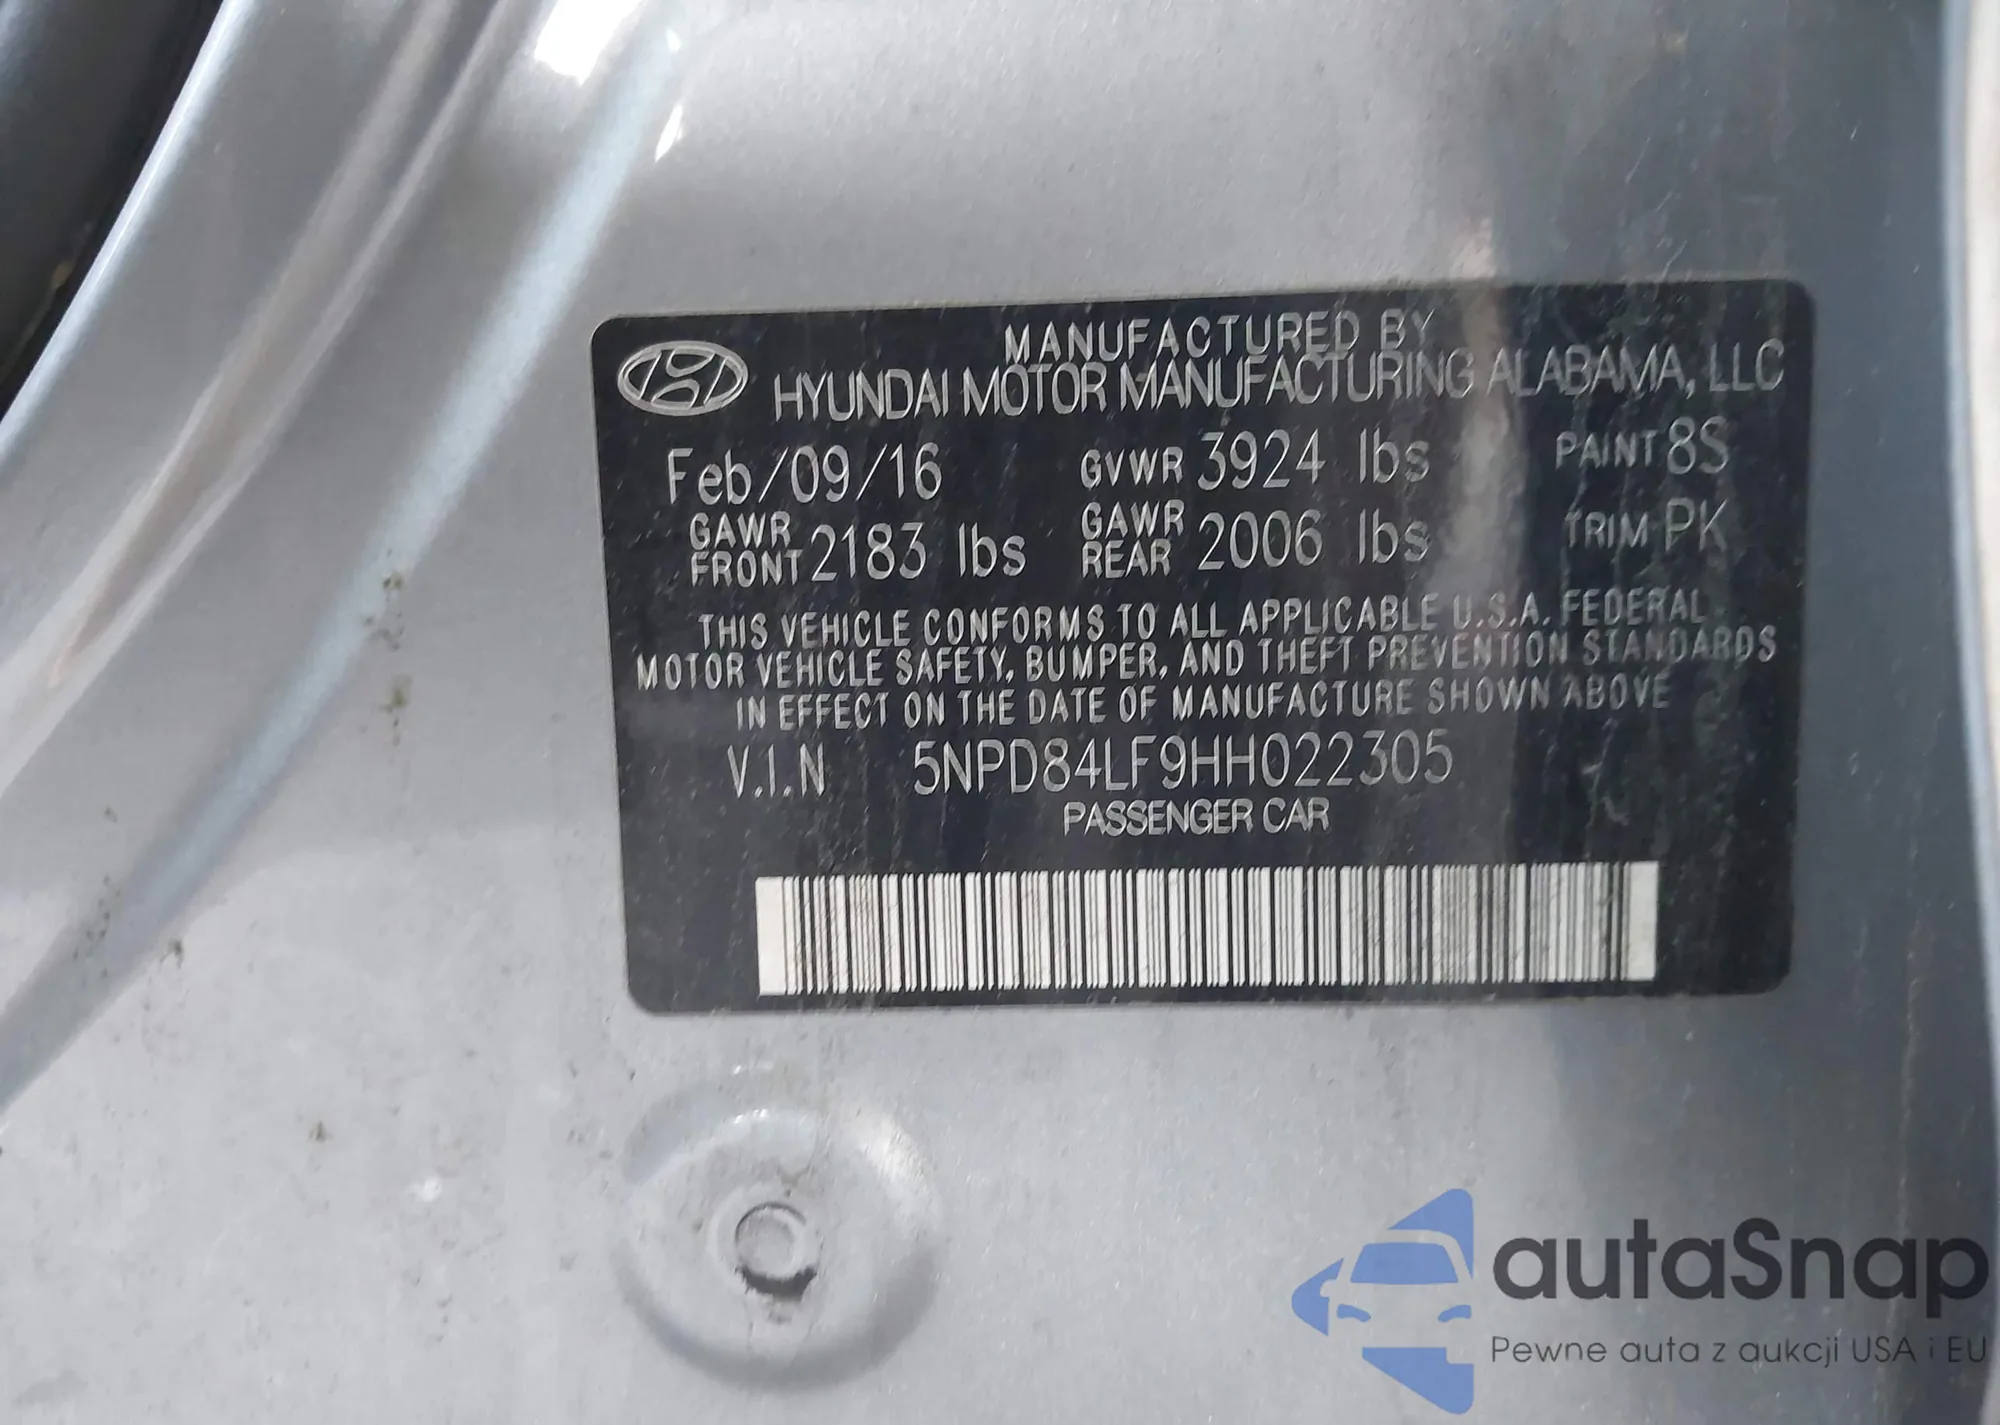 MANUFACTURED BY
HYUNDAI MOTOR MANUFACTURING ALABAMA, LLC
Feb/09/16 GVWR 3924 lbs PAINT 8S
GAWR FRONT 2183 lbs GAWR REAR 2006 lbs TRIM PK
THIS VEHICLE CONFORMS TO ALL APPLICABLE U.S.A. FEDERAL
MOTOR VEHICLE SAFETY, BUMPER, AND THEFT PREVENTION STANDARDS
IN EFFECT ON THE DATE OF MANUFACTURE SHOWN ABOVE
V.I.N 5NPD84LF9HH022305
PASSENGER CAR
autaSnap
Pewne auta z aukcji USA i EU